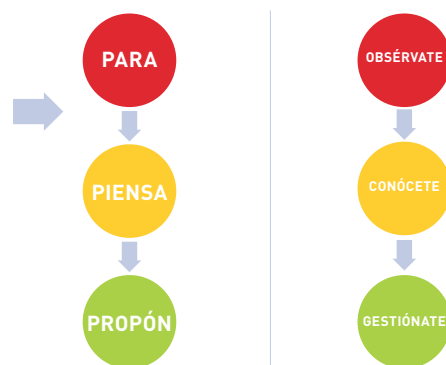 PARA
PIENSA
PROPÓN
OBSÉRVATE
CONÓCETE
GESTIÓNATE